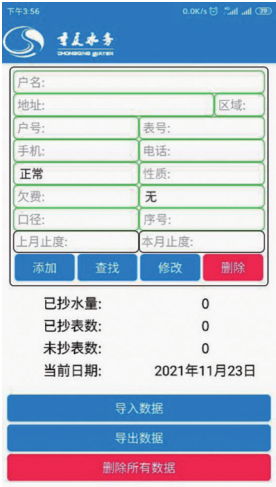 下午3:56 0.0K/s
重庆水务
CHONGQING WATER
户名:
地址: 区域:
户号: 表号:
手机: 电话:
正常 性质:
欠费: 无
口径: 序号:
上月止度: 本月止度:
添加 查找 修改 删除
已抄水量: 0
已抄表数: 0
未抄表数: 0
当前日期: 2021年11月23日
导入数据
导出数据
删除所有数据